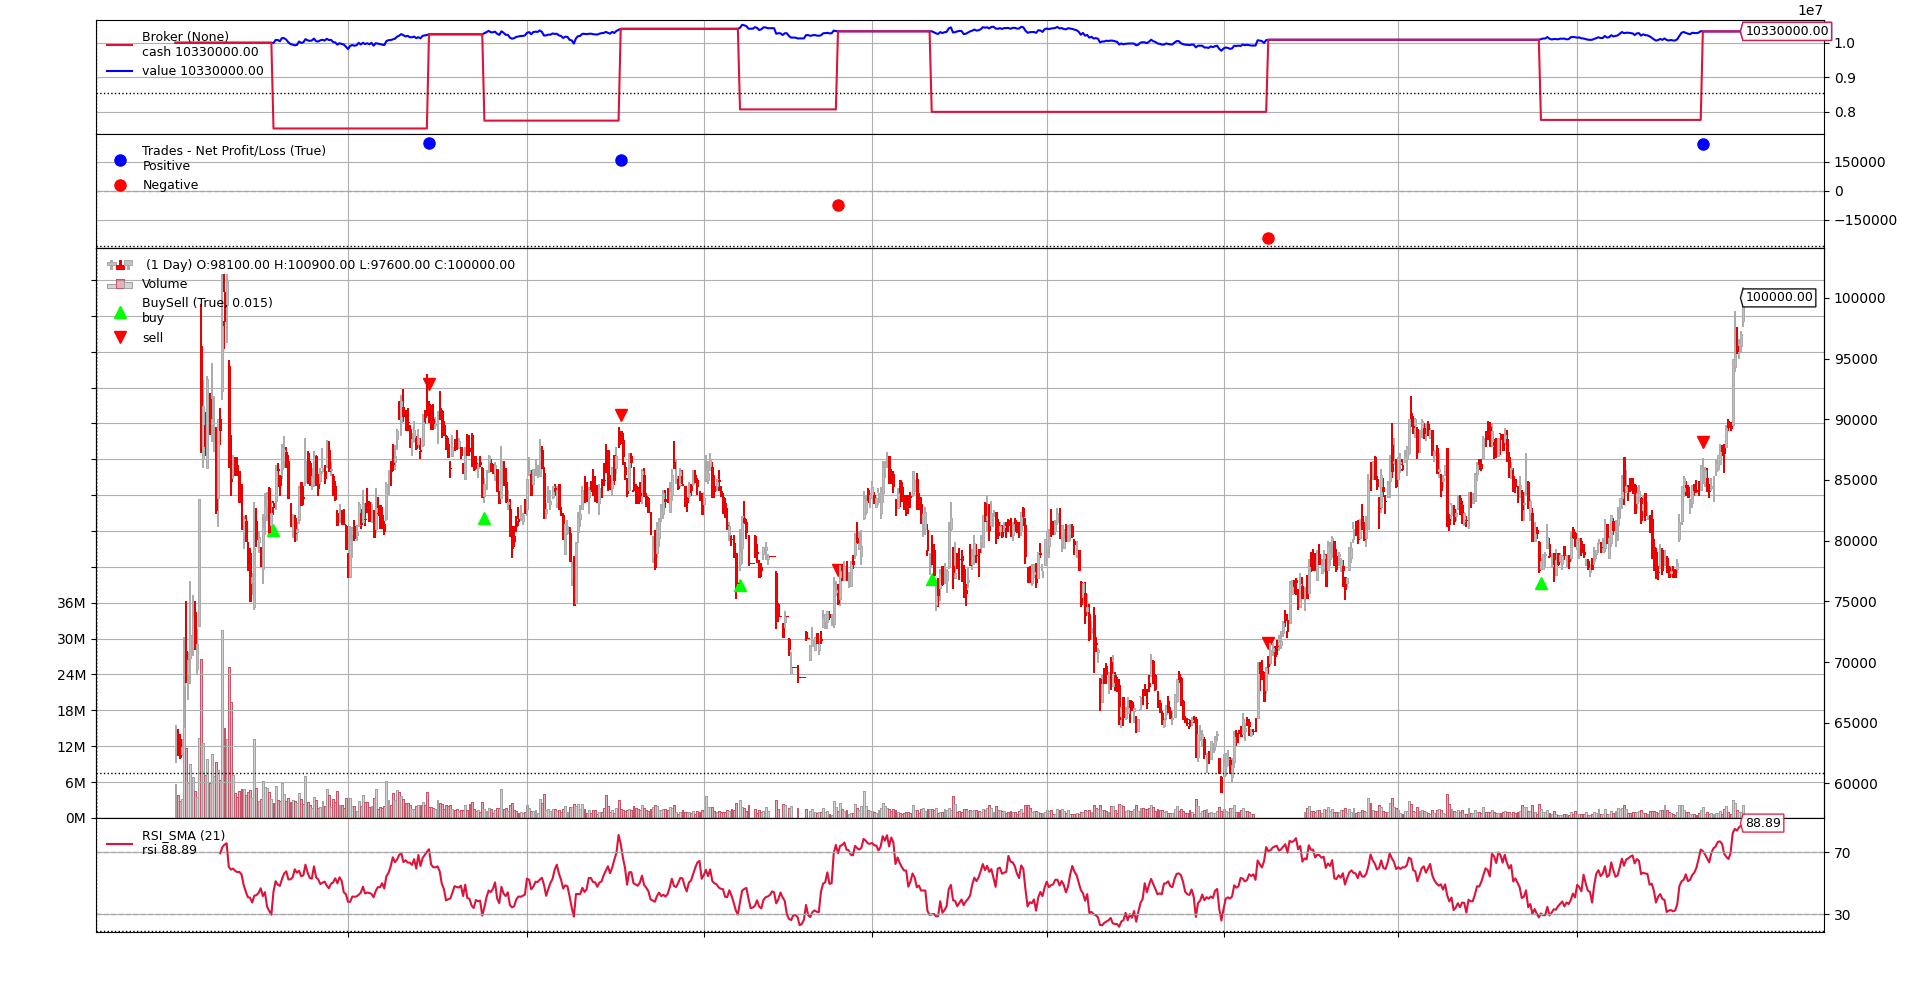 1e7
Broker (None)
cash 10330000.00
value 10330000.00
10330000.00
1.0
0.9
0.8
Trades - Net Profit/Loss (True)
Positive
Negative
150000
0
−150000
(1 Day) O:98100.00 H:100900.00 L:97600.00 C:100000.00
Volume
BuySell (True, 0.015)
buy
sell
100000.00
100000
95000
90000
85000
80000
75000
70000
65000
60000
36M
30M
24M
18M
12M
6M
0M
RSI_SMA (21)
rsi 88.89
88.89
70
30